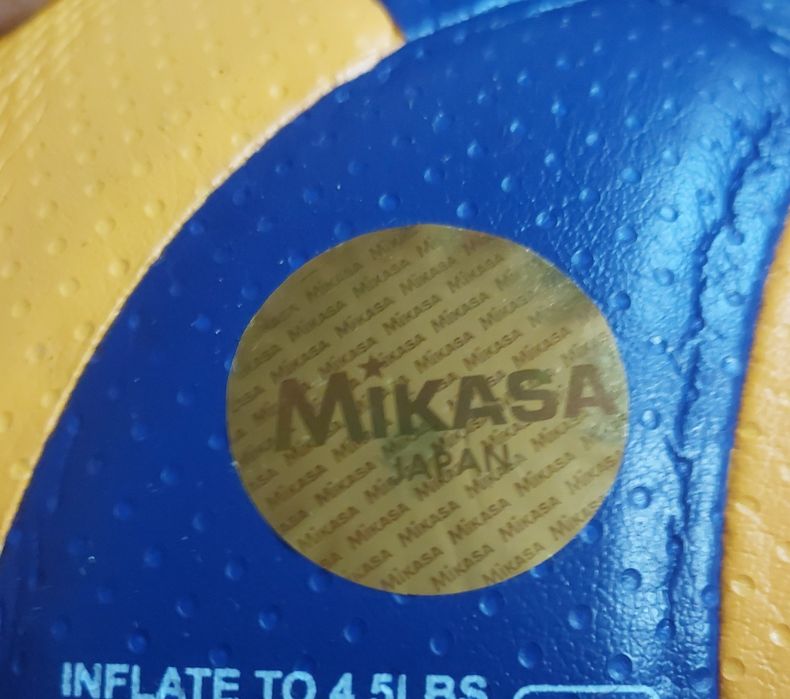 MIKASA
JAPAN
INFLATE TO 4.5LBS